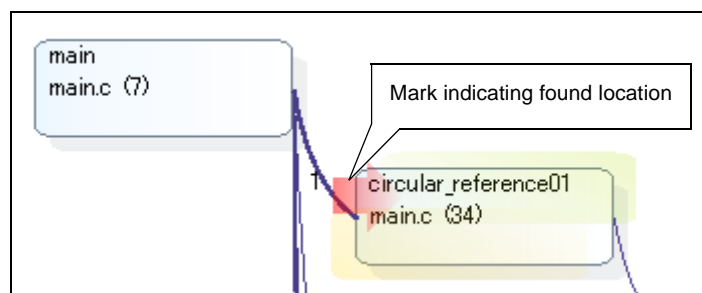 main
main.c (7)
Mark indicating found location
1
circular_reference01
main.c (34)